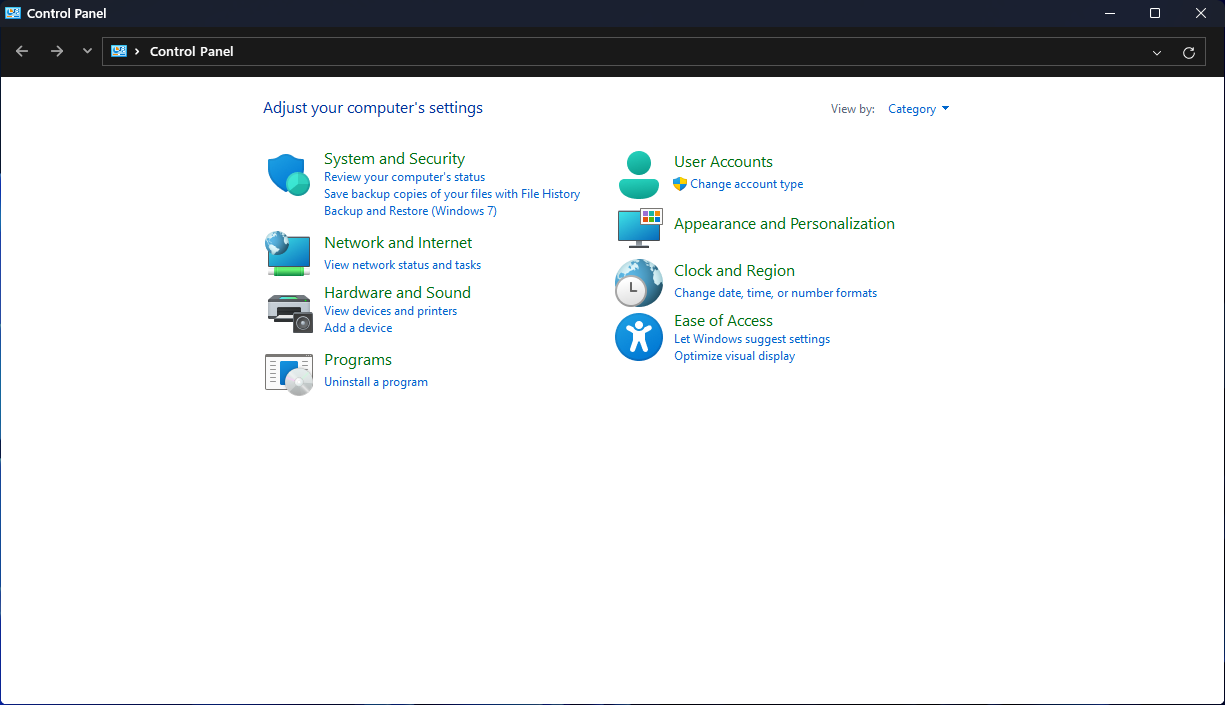 Control Panel
Control Panel
Adjust your computer's settings
View by: Category
System and Security
Review your computer's status
Save backup copies of your files with File History
Backup and Restore (Windows 7)
Network and Internet
View network status and tasks
Hardware and Sound
View devices and printers
Add a device
Programs
Uninstall a program
User Accounts
Change account type
Appearance and Personalization
Clock and Region
Change date, time, or number formats
Ease of Access
Let Windows suggest settings
Optimize visual display